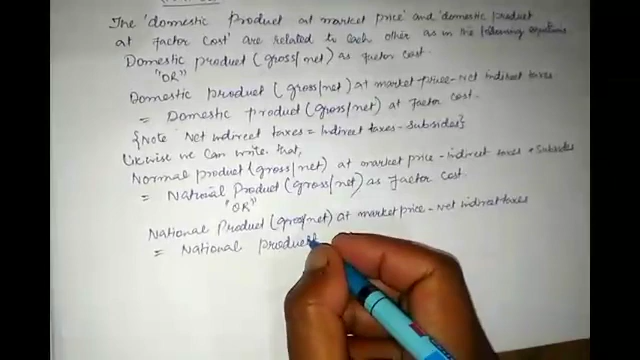 The 'domestic product at market price' and 'domestic product
at factor cost' are related to each other as in the following equations
Domestic product (gross/net) as factor cost.
"OR"
Domestic product (gross/net) at market price - net indirect taxes
= Domestic product (gross/net) at factor cost.
{Note Net indirect taxes = Indirect taxes - subsides}
Likwise we can write that,
Normal product (gross/net) at market price - indirect taxes + Subsides
= National Product (gross/net) as factor cost.
"OR"
National Product (gross/net) at market price - net indirect taxes
= National product